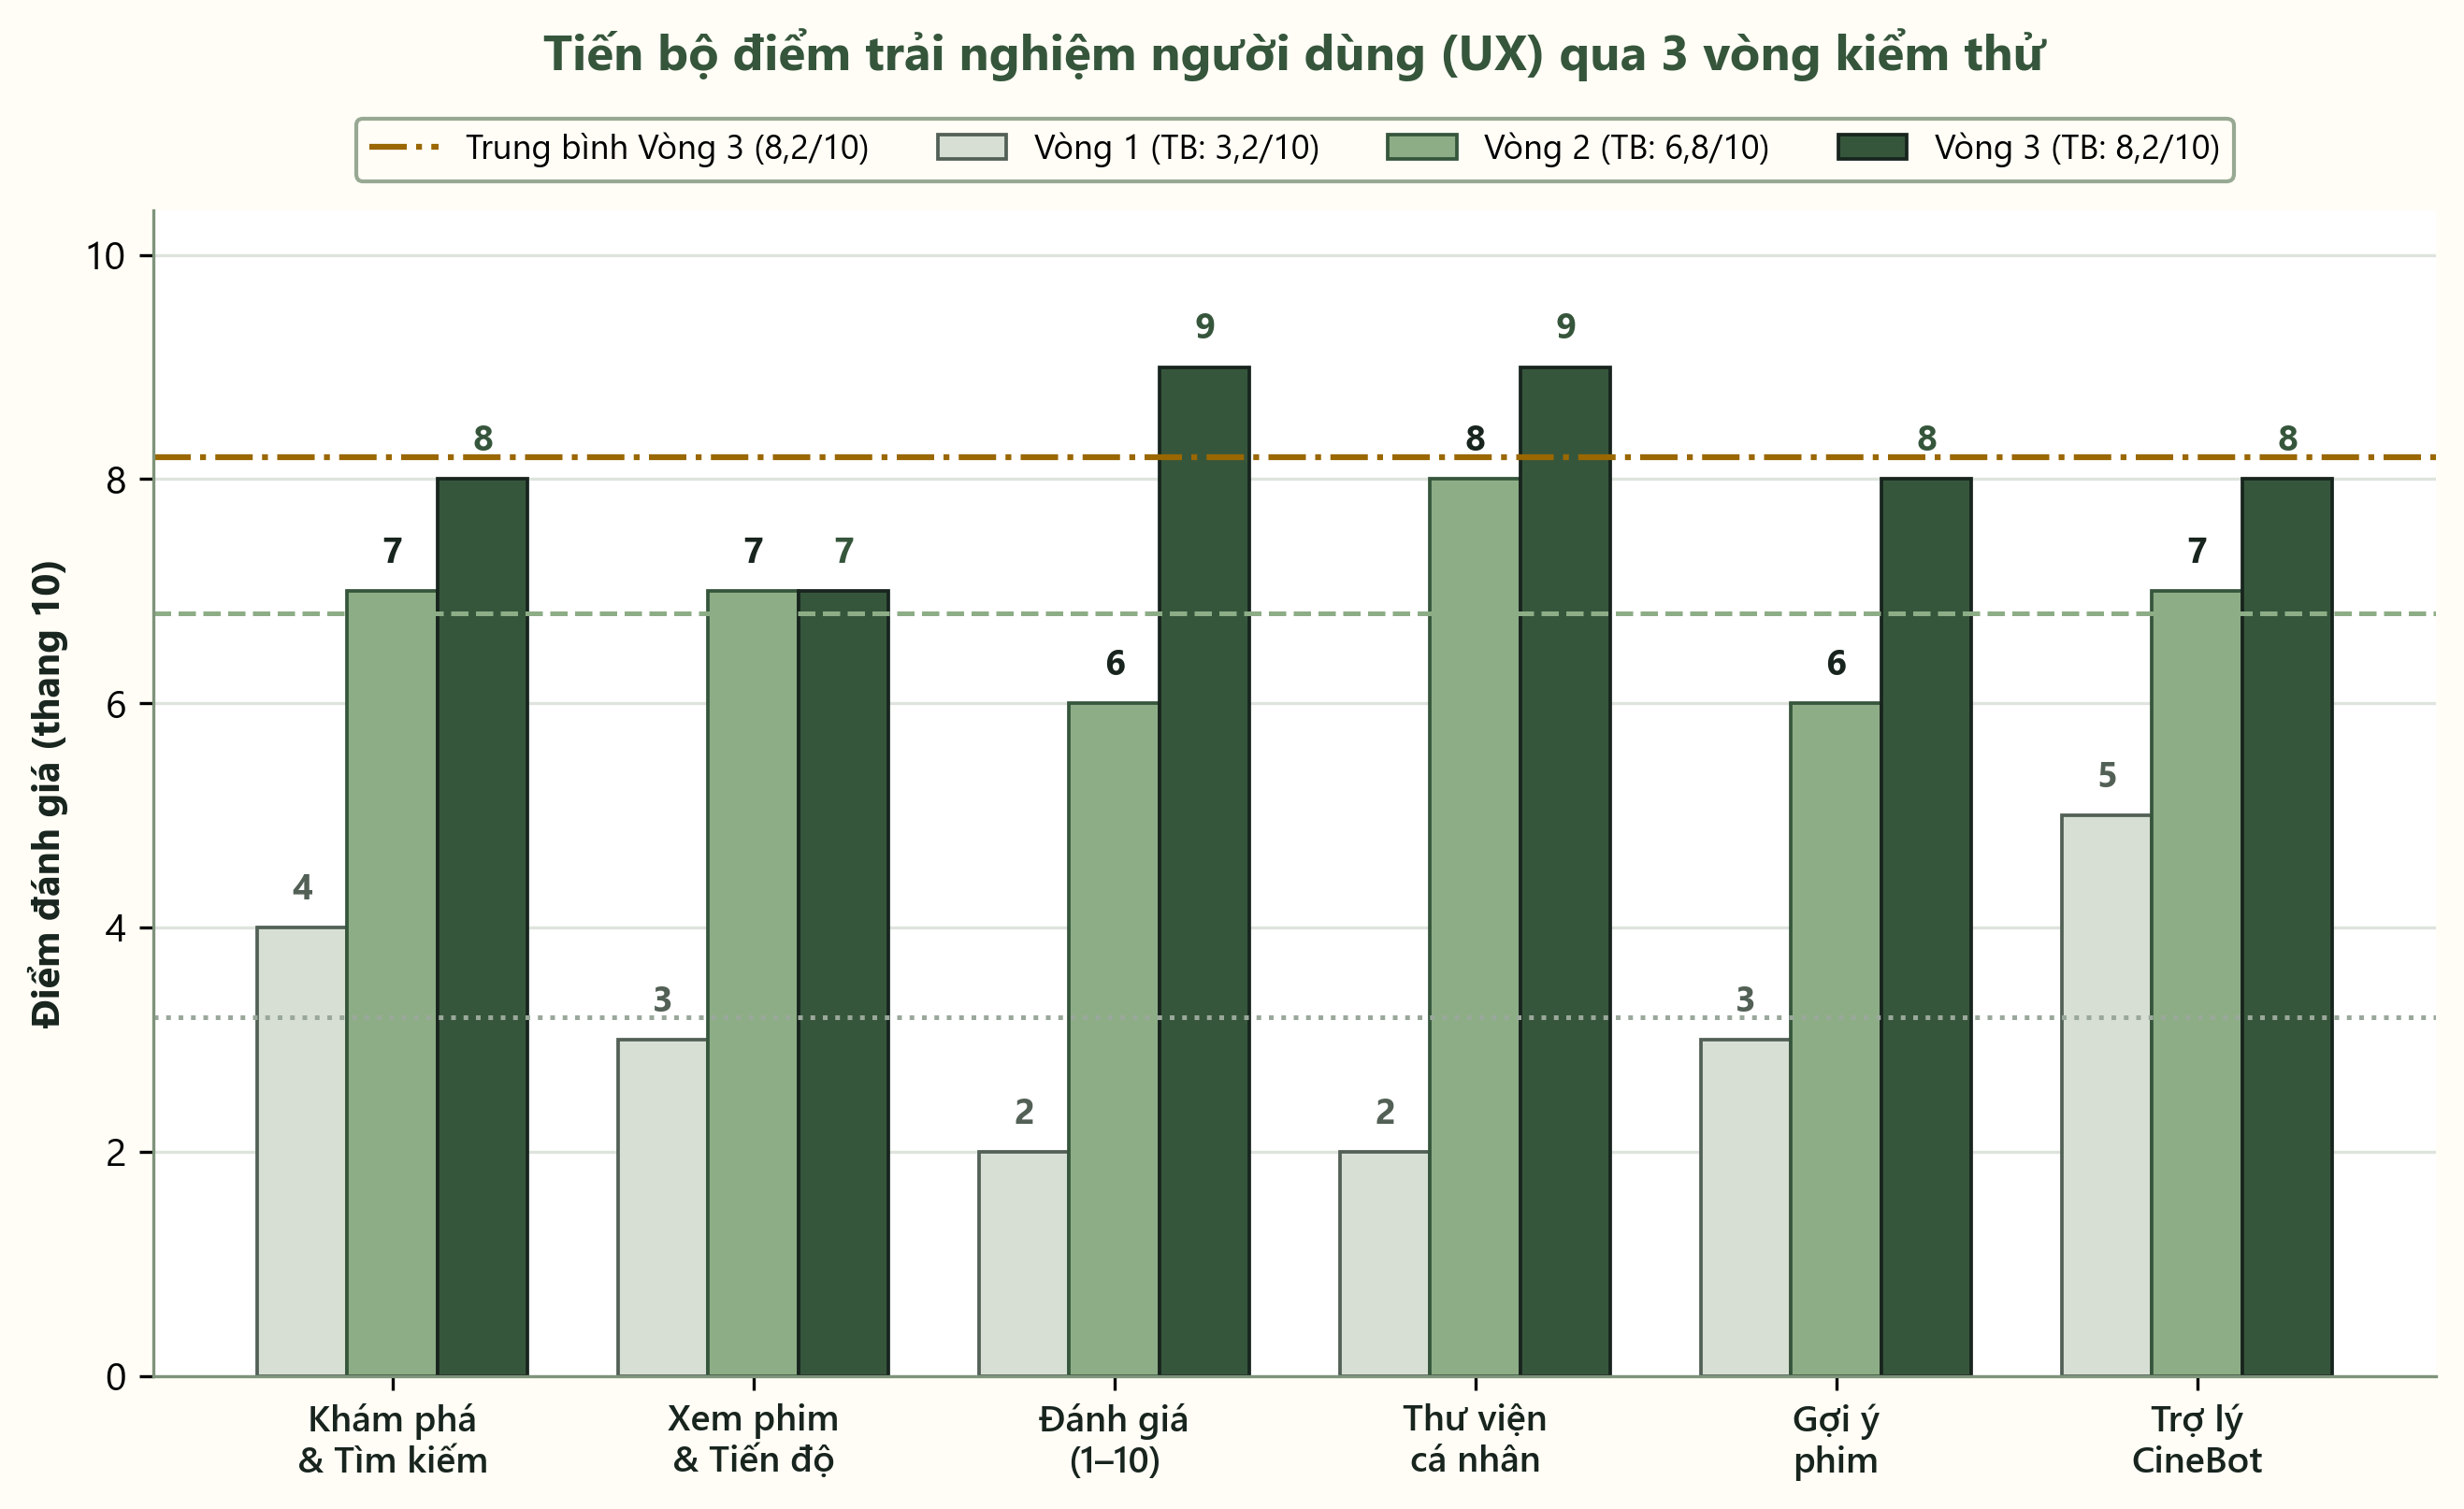 Tiến bộ điểm trải nghiệm người dùng (UX) qua 3 vòng kiểm thử
Trung bình Vòng 3 (8,2/10)
Vòng 1 (TB: 3,2/10)
Vòng 2 (TB: 6,8/10)
Vòng 3 (TB: 8,2/10)
Điểm đánh giá (thang 10)
10
8
6
4
2
0
4
7
8
3
7
7
2
6
9
2
8
9
3
6
8
5
7
8
Khám phá
& Tìm kiếm
Xem phim
& Tiến độ
Đánh giá
(1–10)
Thư viện
cá nhân
Gợi ý
phim
Trợ lý
CineBot